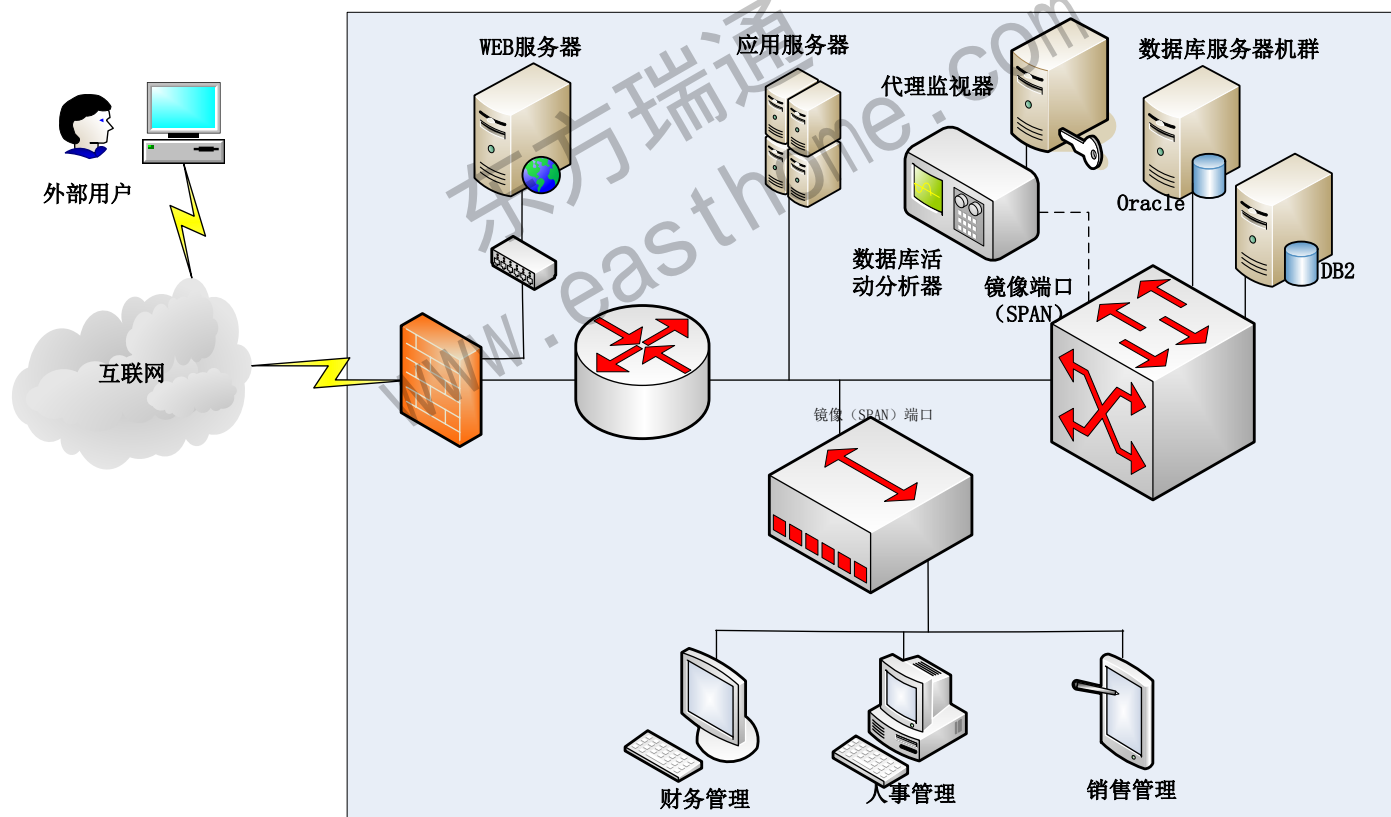 WEB服务器
应用服务器
数据库服务器机群
代理监视器
外部用户
Oracle
数据库活
动分析器
镜像端口
（SPAN）
DB2
互联网
镜像（SPAN）端口
财务管理
人事管理
销售管理
东方瑞通
www.easthome.com